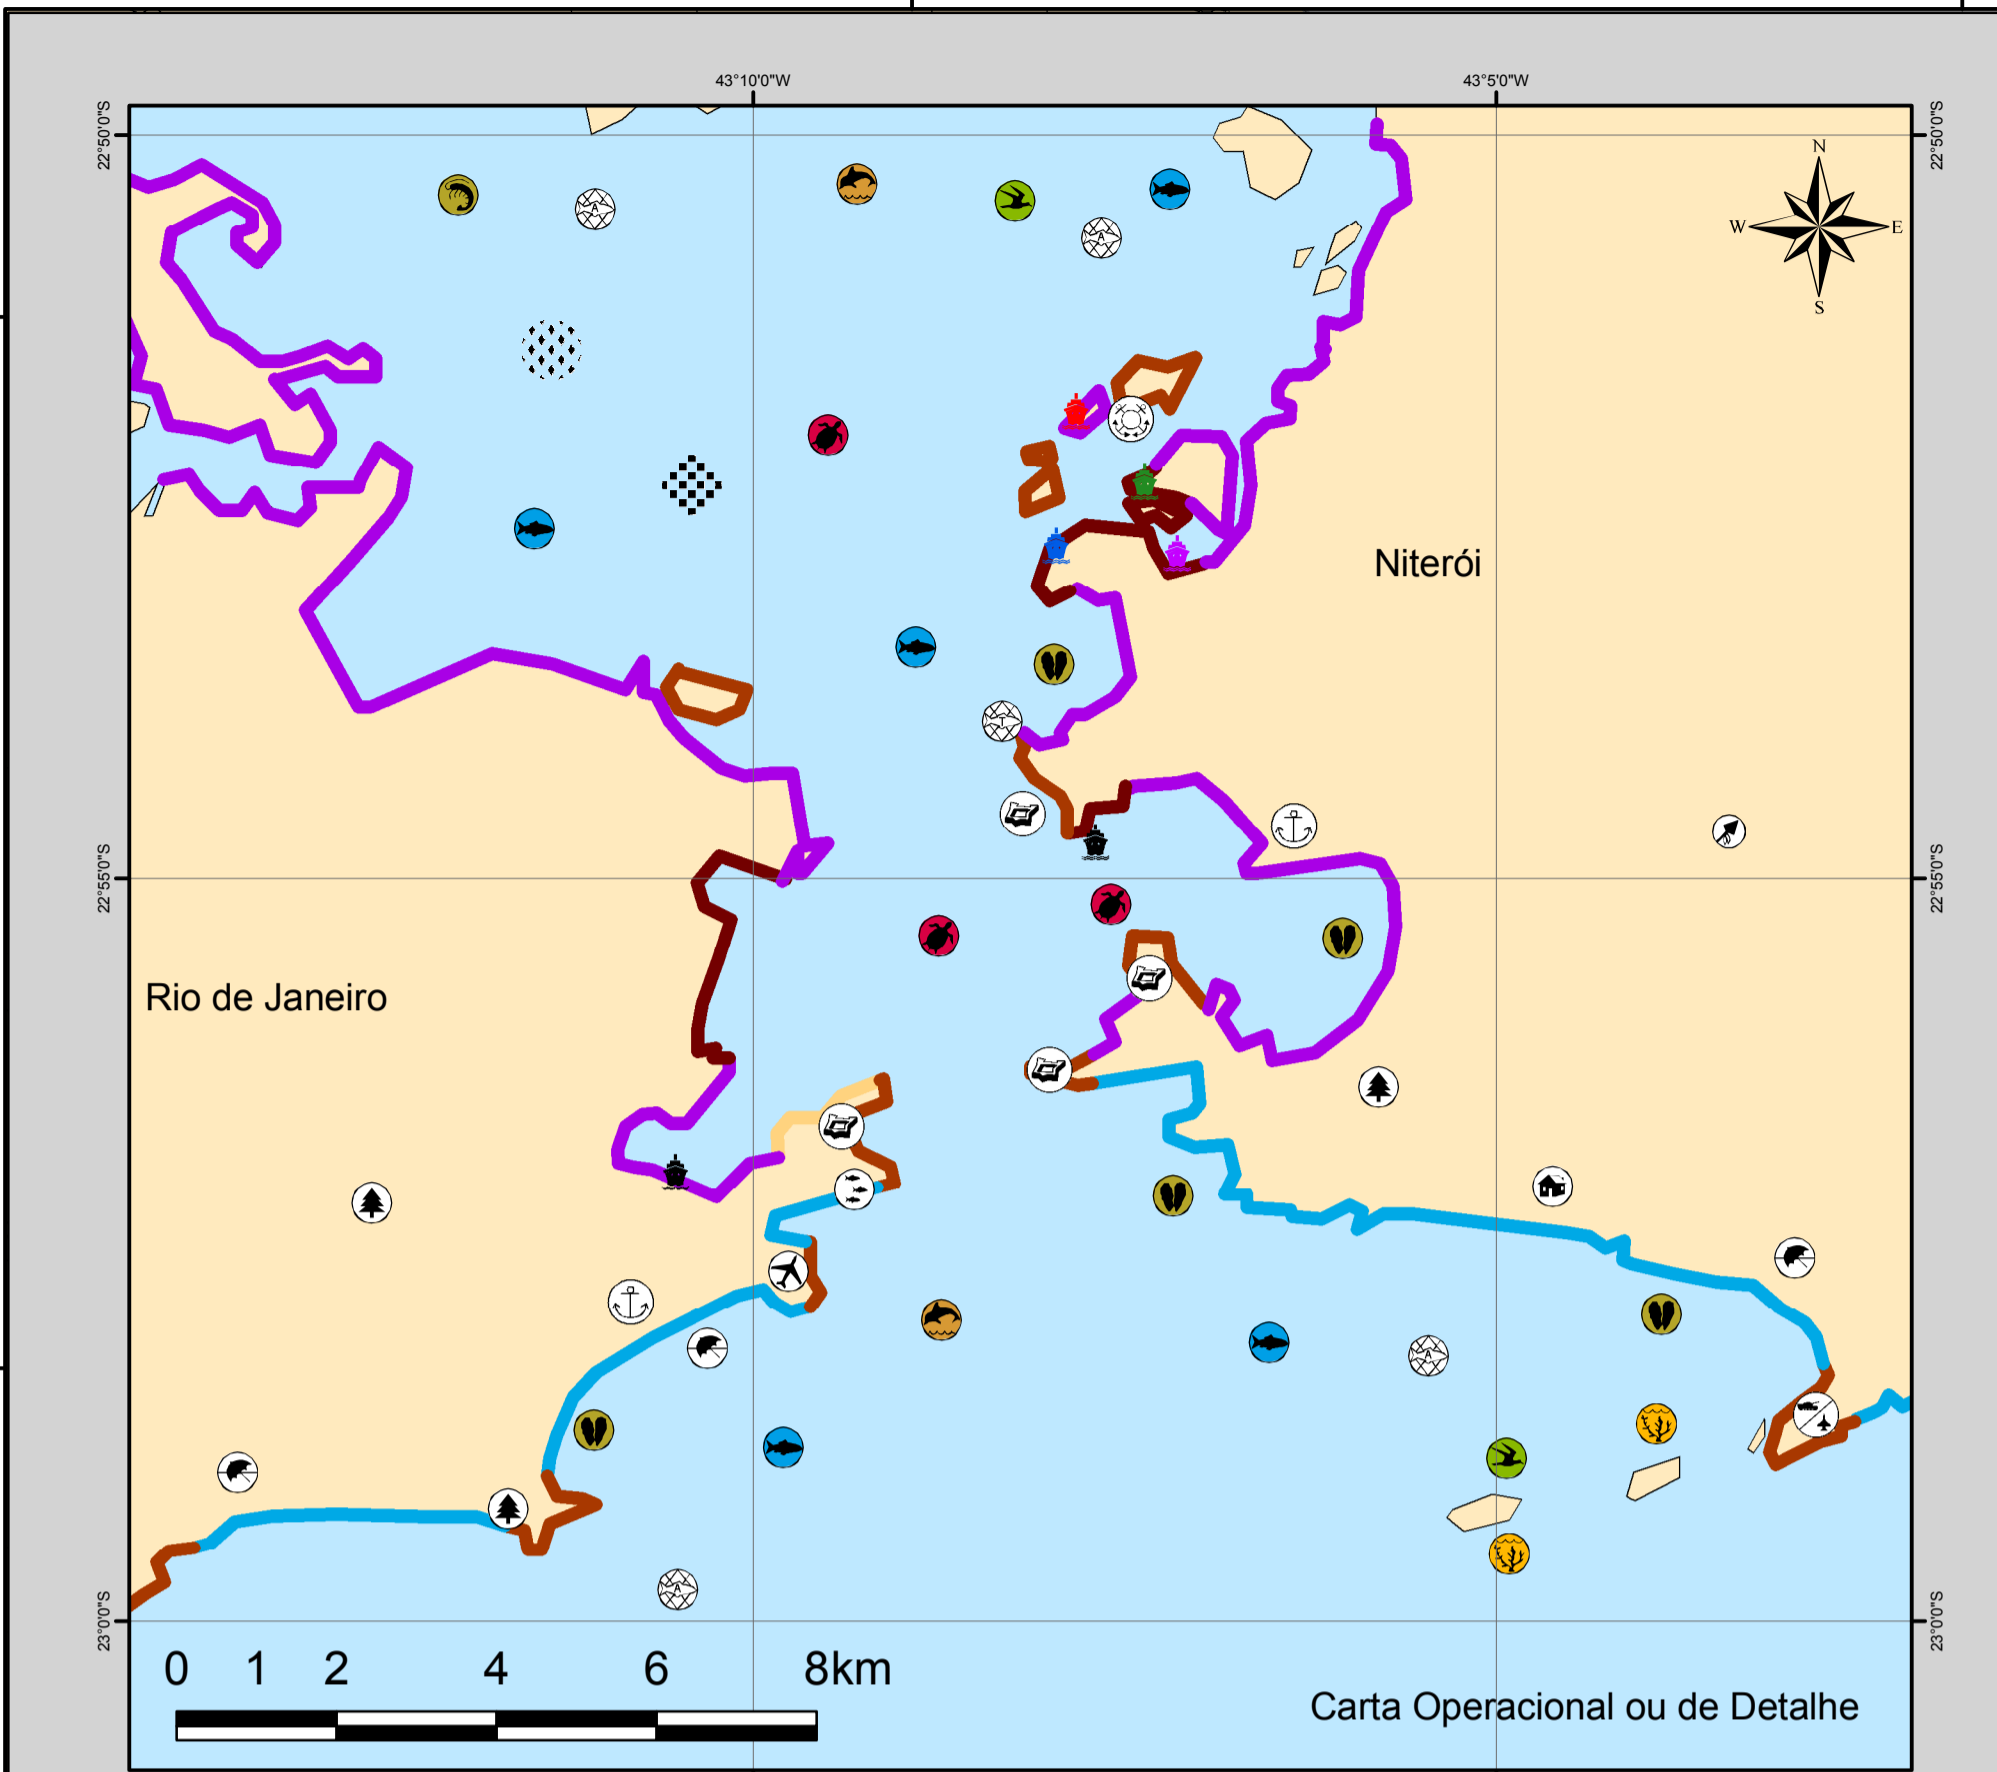 43°10'0"W
43°5'0"W
22°50'0"S
22°50'0"S
N
W
E
S
A
A
Niterói
T
22°55'0"S
22°55'0"S
Rio de Janeiro
A
A
23°0'0"S
23°0'0"S
0 1 2 4 6 8km
Carta Operacional ou de Detalhe